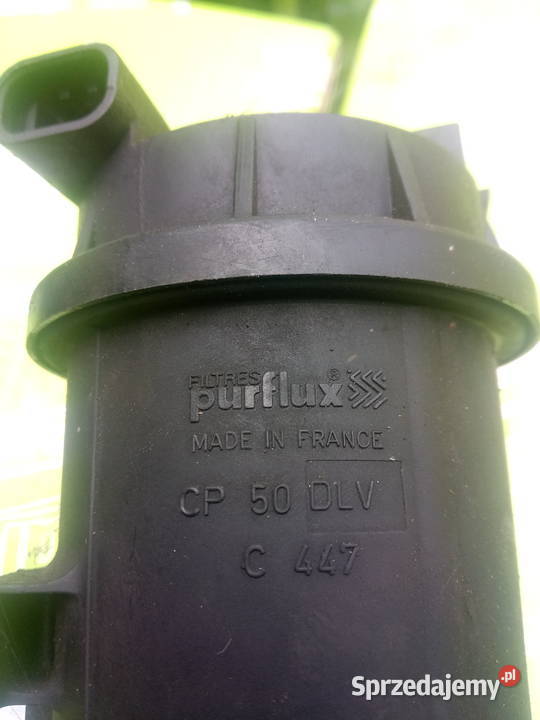 FILTRES
purflux®
MADE IN FRANCE
CP 50 DLV
C 447
Sprzedajemy.pl